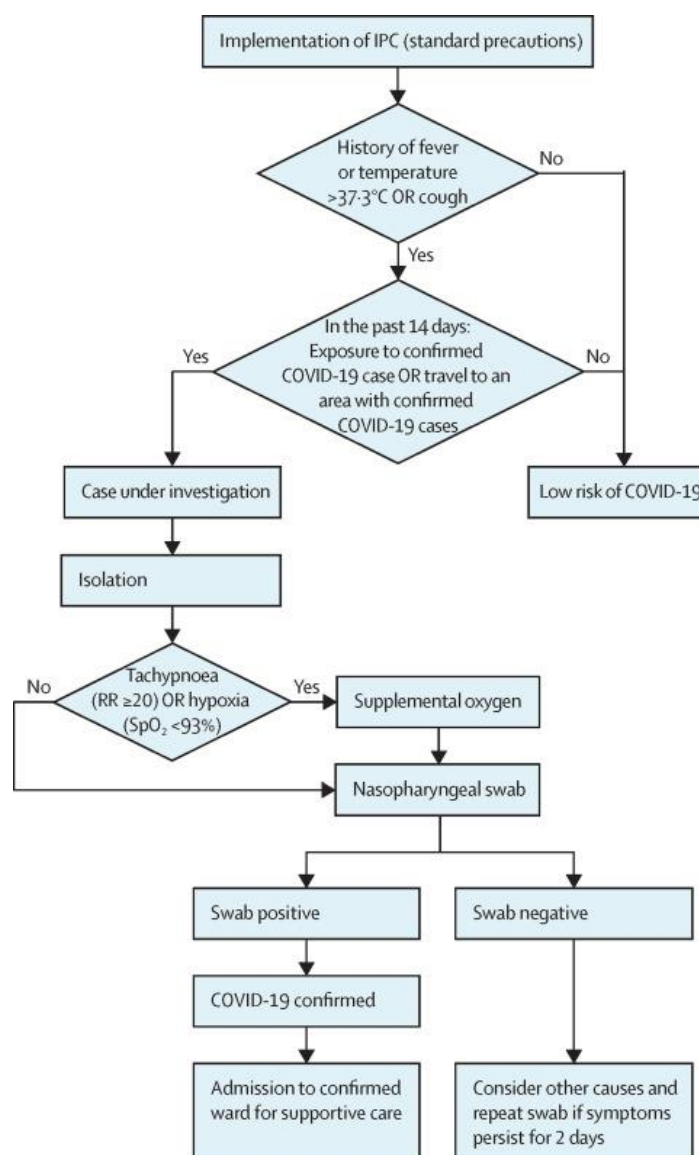 Implementation of IPC (standard precautions)
History of fever
or temperature
>37·3°C OR cough
No
Yes
In the past 14 days:
Exposure to confirmed
COVID-19 case OR travel to an
area with confirmed
COVID-19 cases
Yes
No
Case under investigation
Low risk of COVID-19
Isolation
Tachypnoea
(RR ≥20) OR hypoxia
(SpO₂ <93%)
No
Yes
Supplemental oxygen
Nasopharyngeal swab
Swab positive
Swab negative
COVID-19 confirmed
Admission to confirmed
ward for supportive care
Consider other causes and
repeat swab if symptoms
persist for 2 days